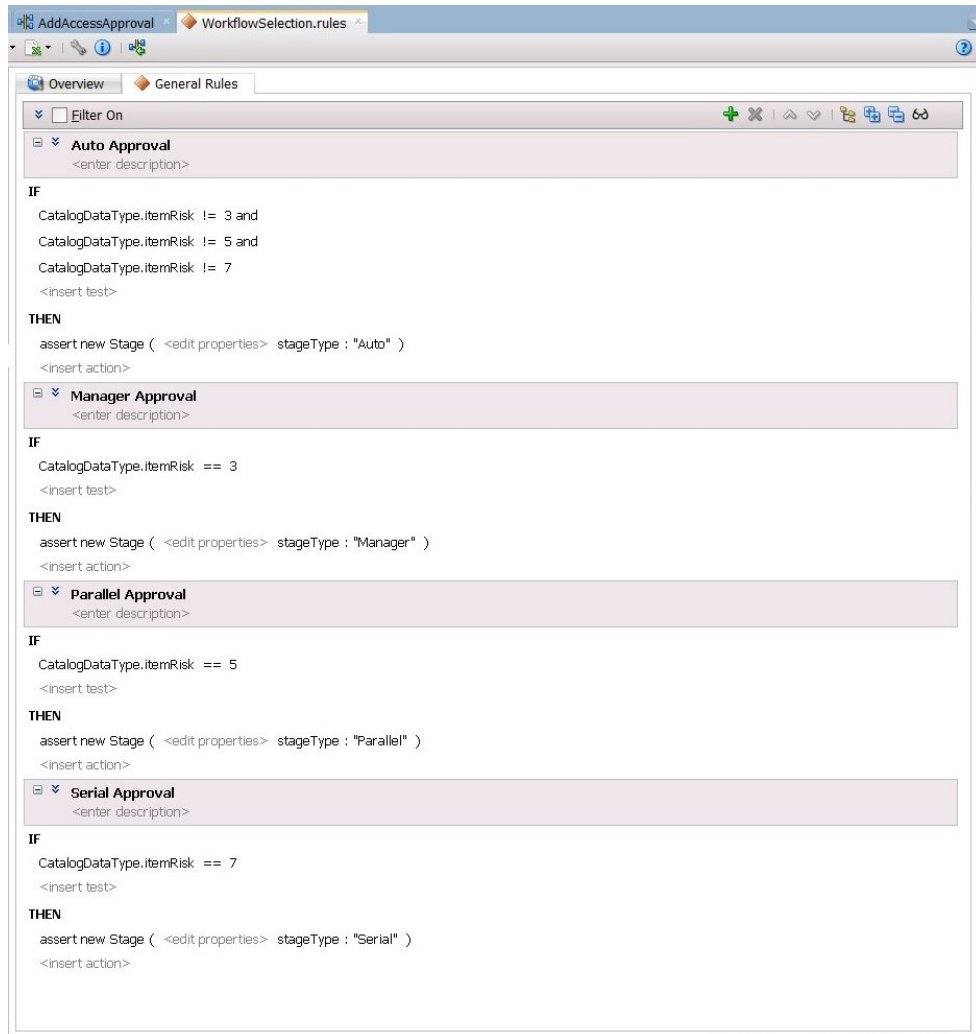 AddAccessApproval
WorkflowSelection.rules
Overview
General Rules
Filter On
Auto Approval
<enter description>
IF
CatalogDataType.itemRisk != 3 and
CatalogDataType.itemRisk != 5 and
CatalogDataType.itemRisk != 7
<insert test>
THEN
assert new Stage ( <edit properties> stageType : "Auto" )
<insert action>
Manager Approval
<enter description>
IF
CatalogDataType.itemRisk == 3
<insert test>
THEN
assert new Stage ( <edit properties> stageType : "Manager" )
<insert action>
Parallel Approval
<enter description>
IF
CatalogDataType.itemRisk == 5
<insert test>
THEN
assert new Stage ( <edit properties> stageType : "Parallel" )
<insert action>
Serial Approval
<enter description>
IF
CatalogDataType.itemRisk == 7
<insert test>
THEN
assert new Stage ( <edit properties> stageType : "Serial" )
<insert action>